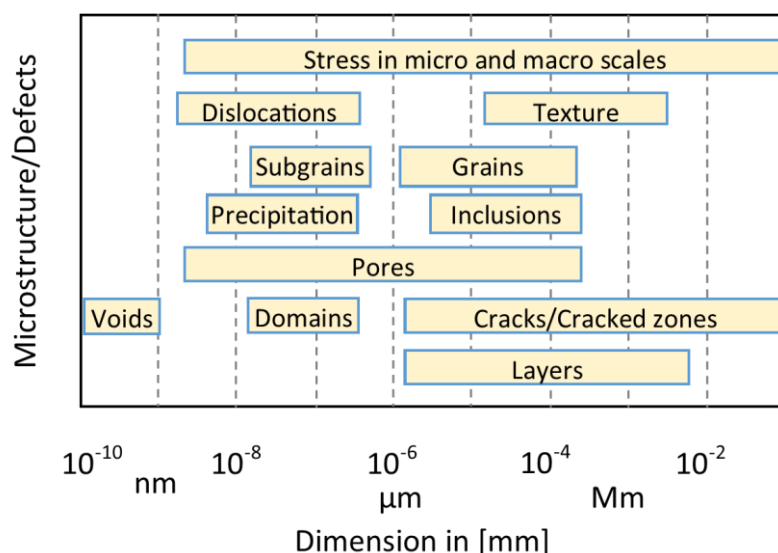 Microstructure/Defects
Stress in micro and macro scales
Dislocations
Texture
Subgrains
Grains
Precipitation
Inclusions
Pores
Voids
Domains
Cracks/Cracked zones
Layers
10⁻¹⁰ 10⁻⁸ 10⁻⁶ 10⁻⁴ 10⁻²
nm µm Mm
Dimension in [mm]